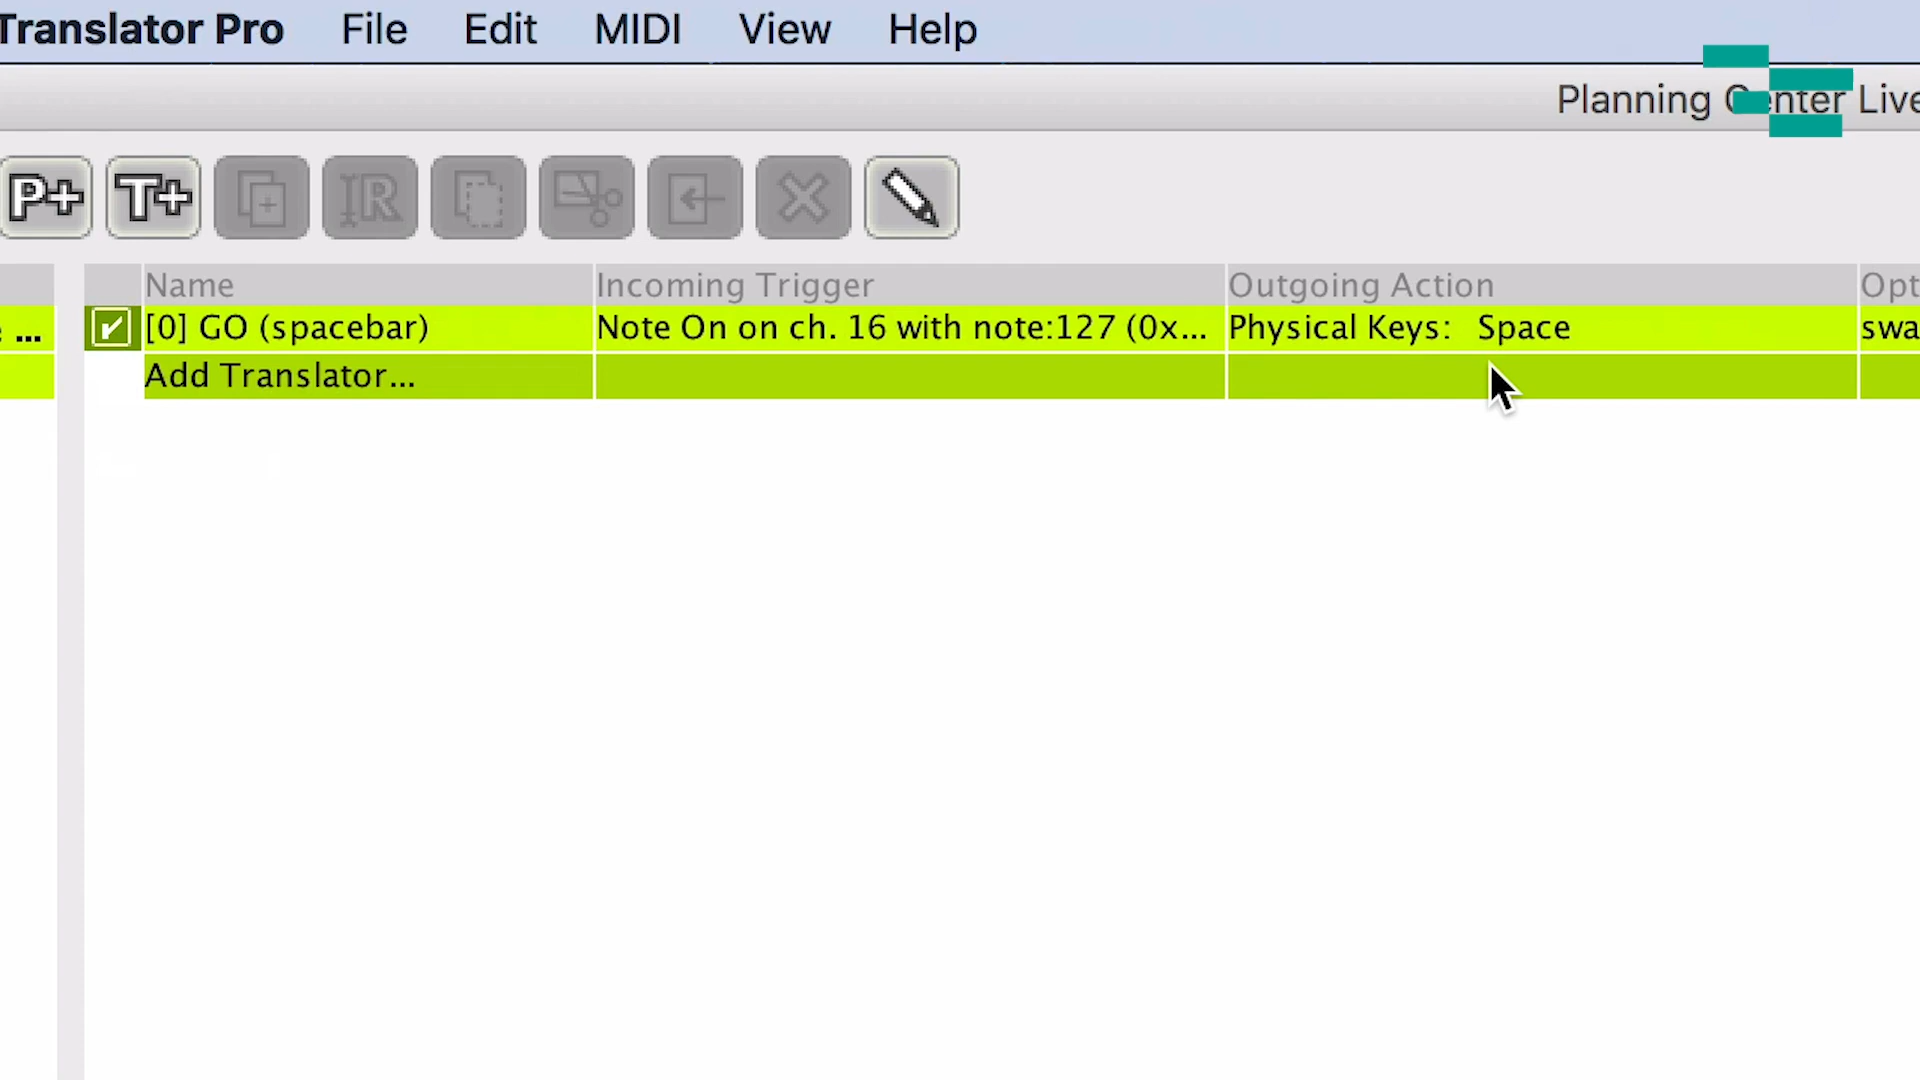 Translator Pro File Edit MIDI View Help
Planning Center Live
P+ T+ R
Name Incoming Trigger Outgoing Action Opt
... [0] GO (spacebar) Note On on ch. 16 with note:127 (0x... Physical Keys: Space swa
Add Translator...